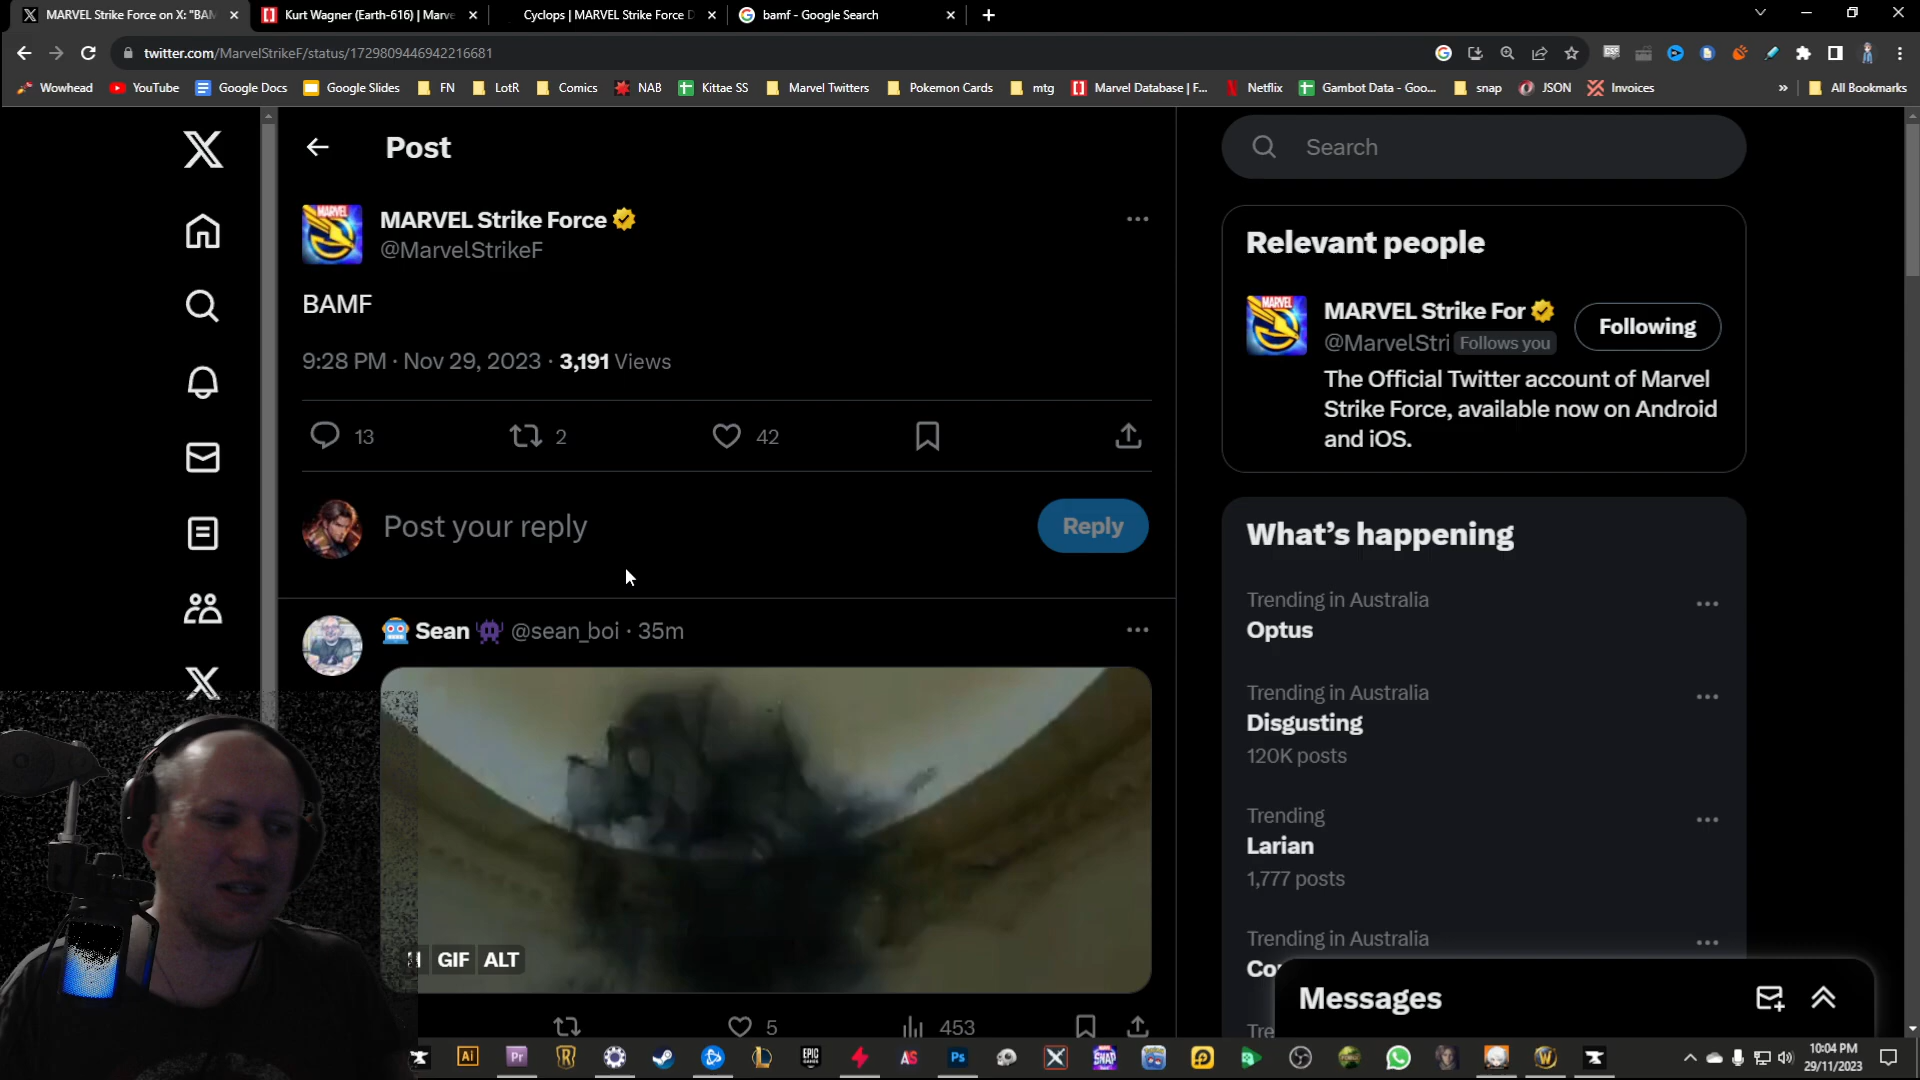 MARVEL Strike Force on X: "BAM
Kurt Wagner (Earth-616) | Marve
Cyclops | MARVEL Strike Force D
bamf - Google Search
twitter.com/MarvelStrikeF/status/1729809446942216681
Wowhead
YouTube
Google Docs
Google Slides
FN
LotR
Comics
NAB
Kittae SS
Marvel Twitters
Pokemon Cards
mtg
Marvel Database | F...
Netflix
Gambot Data - Goo...
snap
JSON
Invoices
»
All Bookmarks
Post
MARVEL Strike Force
@MarvelStrikeF
BAMF
9:28 PM · Nov 29, 2023 · 3,191 Views
13
2
42
Post your reply
Reply
Sean @sean_boi · 35m
GIF
ALT
5
453
Search
Relevant people
MARVEL Strike For
@MarvelStri Follows you
Following
The Official Twitter account of Marvel
Strike Force, available now on Android
and iOS.
What's happening
Trending in Australia
Optus
Trending in Australia
Disgusting
120K posts
Trending
Larian
1,777 posts
Trending in Australia
Messages
10:04 PM
29/11/2023